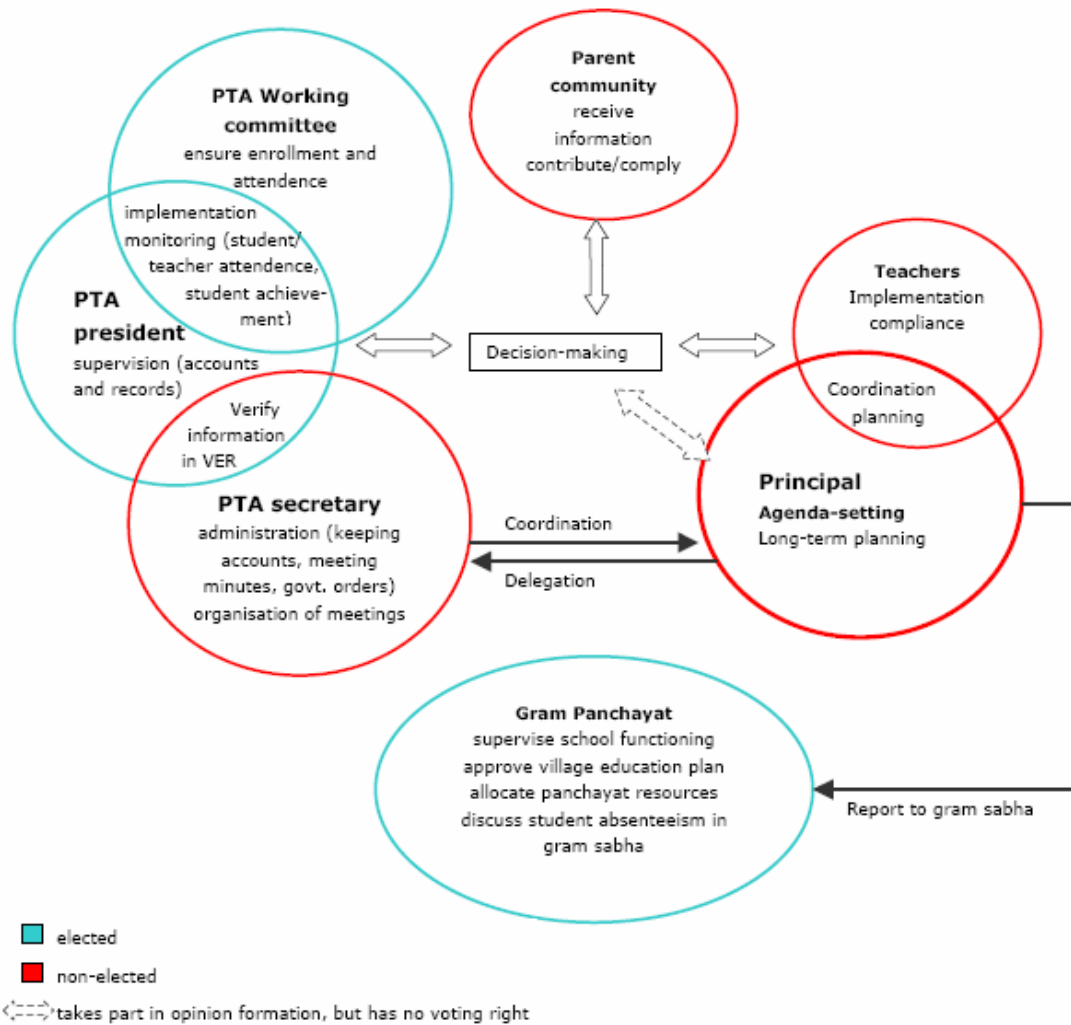 PTA Working
committee
ensure enrollment and
attendence
implementation
monitoring (student/
teacher attendence,
student achieve-
ment)
PTA
president
supervision (accounts
and records)
Verify
information
in VER
PTA secretary
administration (keeping
accounts, meeting
minutes, govt. orders)
organisation of meetings
Parent
community
receive
information
contribute/comply
Decision-making
Teachers
Implementation
compliance
Coordination
planning
Principal
Agenda-setting
Long-term planning
Coordination
Delegation
Gram Panchayat
supervise school functioning
approve village education plan
allocate panchayat resources
discuss student absenteeism in
gram sabha
Report to gram sabha
elected
non-elected
takes part in opinion formation, but has no voting right